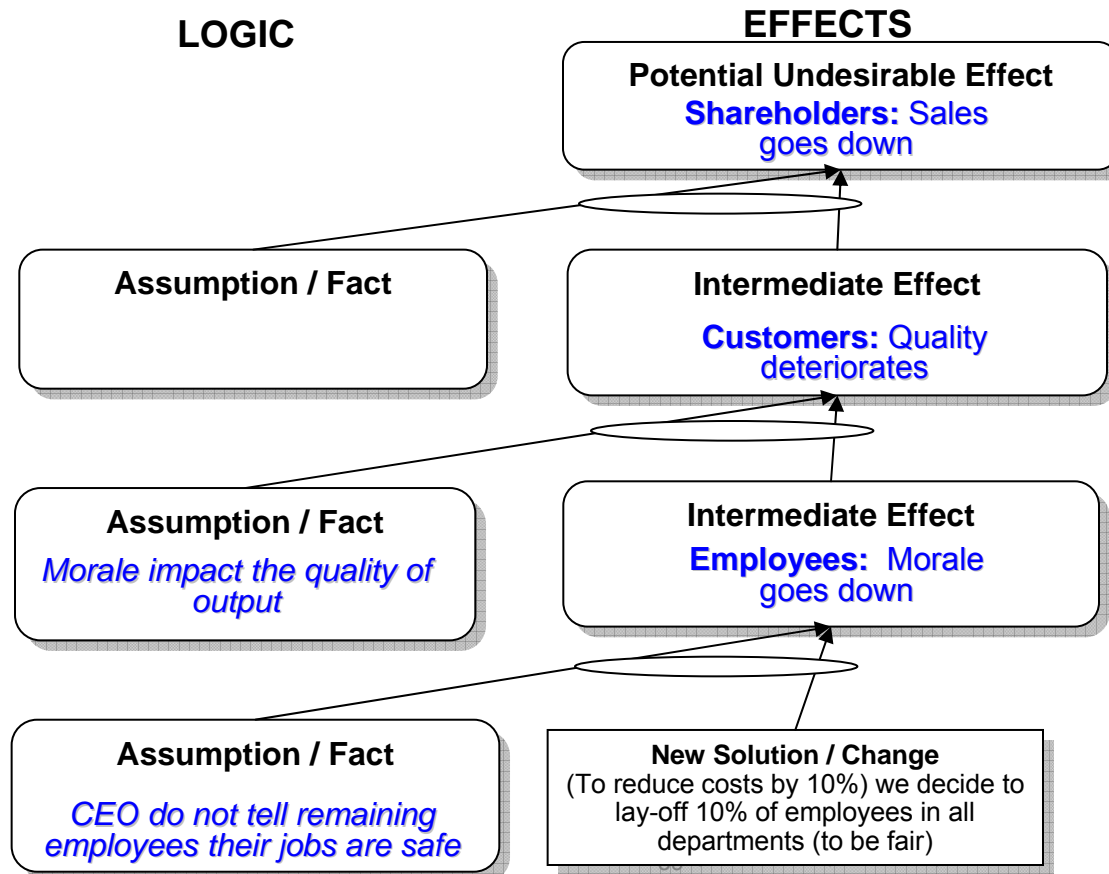 LOGIC
EFFECTS
Potential Undesirable Effect
Shareholders: Sales
goes down
Assumption / Fact
Intermediate Effect
Customers: Quality
deteriorates
Assumption / Fact
Morale impact the quality of
output
Intermediate Effect
Employees: Morale
goes down
Assumption / Fact
CEO do not tell remaining
employees their jobs are safe
New Solution / Change
(To reduce costs by 10%) we decide to
lay-off 10% of employees in all
departments (to be fair)